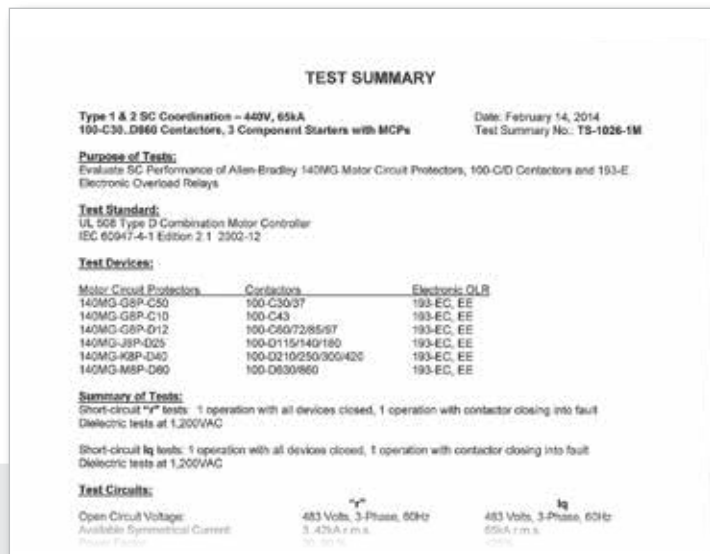 TEST SUMMARY
Type 1 & 2 SC Coordination – 440V, 65kA Date: February 14, 2014
100-C30..D860 Contactors, 3 Component Starters with MCPs Test Summary No.: TS-1026-1M
Purpose of Tests:
Evaluate SC Performance of Allen-Bradley 140MG Motor Circuit Protectors, 100-C/D Contactors and 193-E
Electronic Overload Relays
Test Standard:
UL 508 Type D Combination Motor Controller
IEC 60947-4-1 Edition 2.1 2002-12
Test Devices:
Motor Circuit Protectors Contactors Electronic OLR
140MG-G8P-C50 100-C30/37 193-EC, EE
140MG-G8P-C10 100-C43 193-EC, EE
140MG-G8P-D12 100-C60/72/85/97 193-EC, EE
140MG-J8P-D25 100-D115/140/180 193-EC, EE
140MG-K8P-D40 100-D210/250/300/420 193-EC, EE
140MG-M8P-D80 100-D630/860 193-EC, EE
Summary of Tests:
Short-circuit "r" tests: 1 operation with all devices closed, 1 operation with contactor closing into fault
Dielectric tests at 1,200VAC
Short-circuit Iq tests: 1 operation with all devices closed, 1 operation with contactor closing into fault
Dielectric tests at 1,200VAC
Test Circuits:
"r" Iq
Open Circuit Voltage: 483 Volts, 3-Phase, 60Hz 483 Volts, 3-Phase, 60Hz
Available Symmetrical Current: 3..42kA r.m.s. 65kA r.m.s.
Power Factor